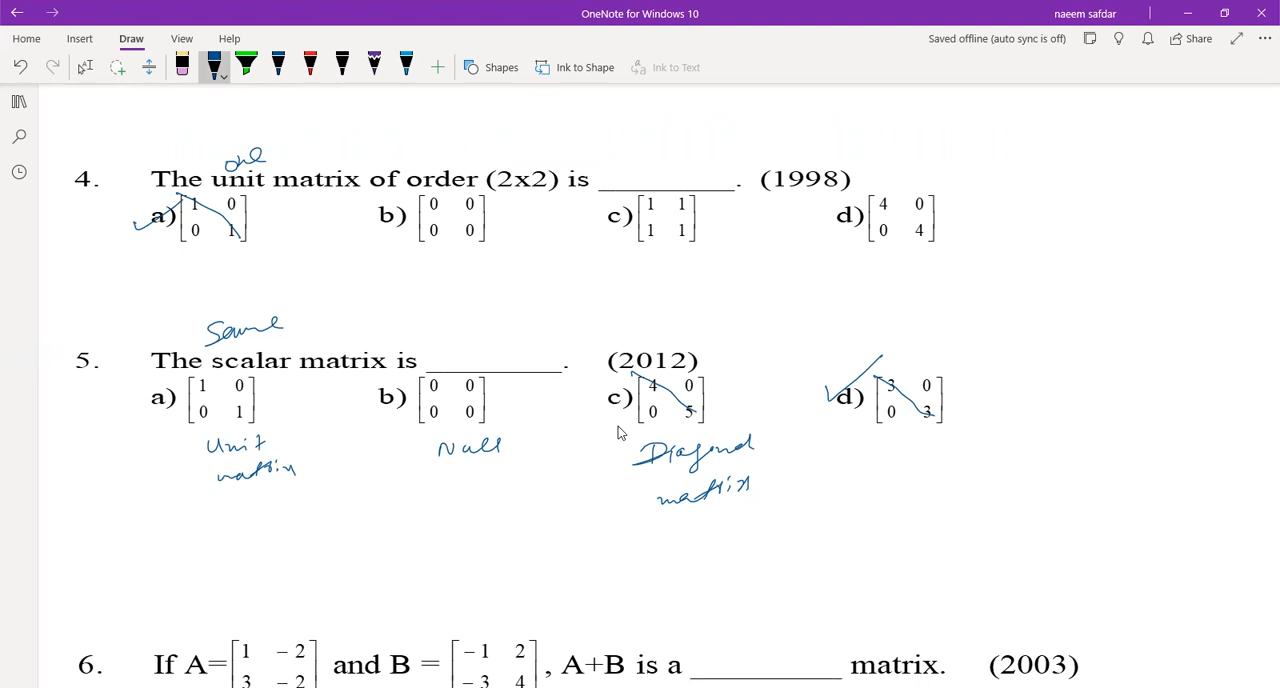 OneNote for Windows 10
naeem safdar
Home Insert Draw View Help
Saved offline (auto sync is off) Share
Shapes Ink to Shape Ink to Text
one
4. The unit matrix of order (2x2) is __________. (1998)
a) [1 0 b) [0 0 c) [1 1 d) [4 0
0 1] 0 0] 1 1] 0 4]
Same
5. The scalar matrix is __________. (2012)
a) [1 0 b) [0 0 c) [4 0 d) [3 0
0 1] 0 0] 0 5] 0 3]
Unit Null Diagonal
matrix matrix
6. If A=[1 -2 and B = [-1 2 , A+B is a ___________ matrix. (2003)
3 -2] -3 4]